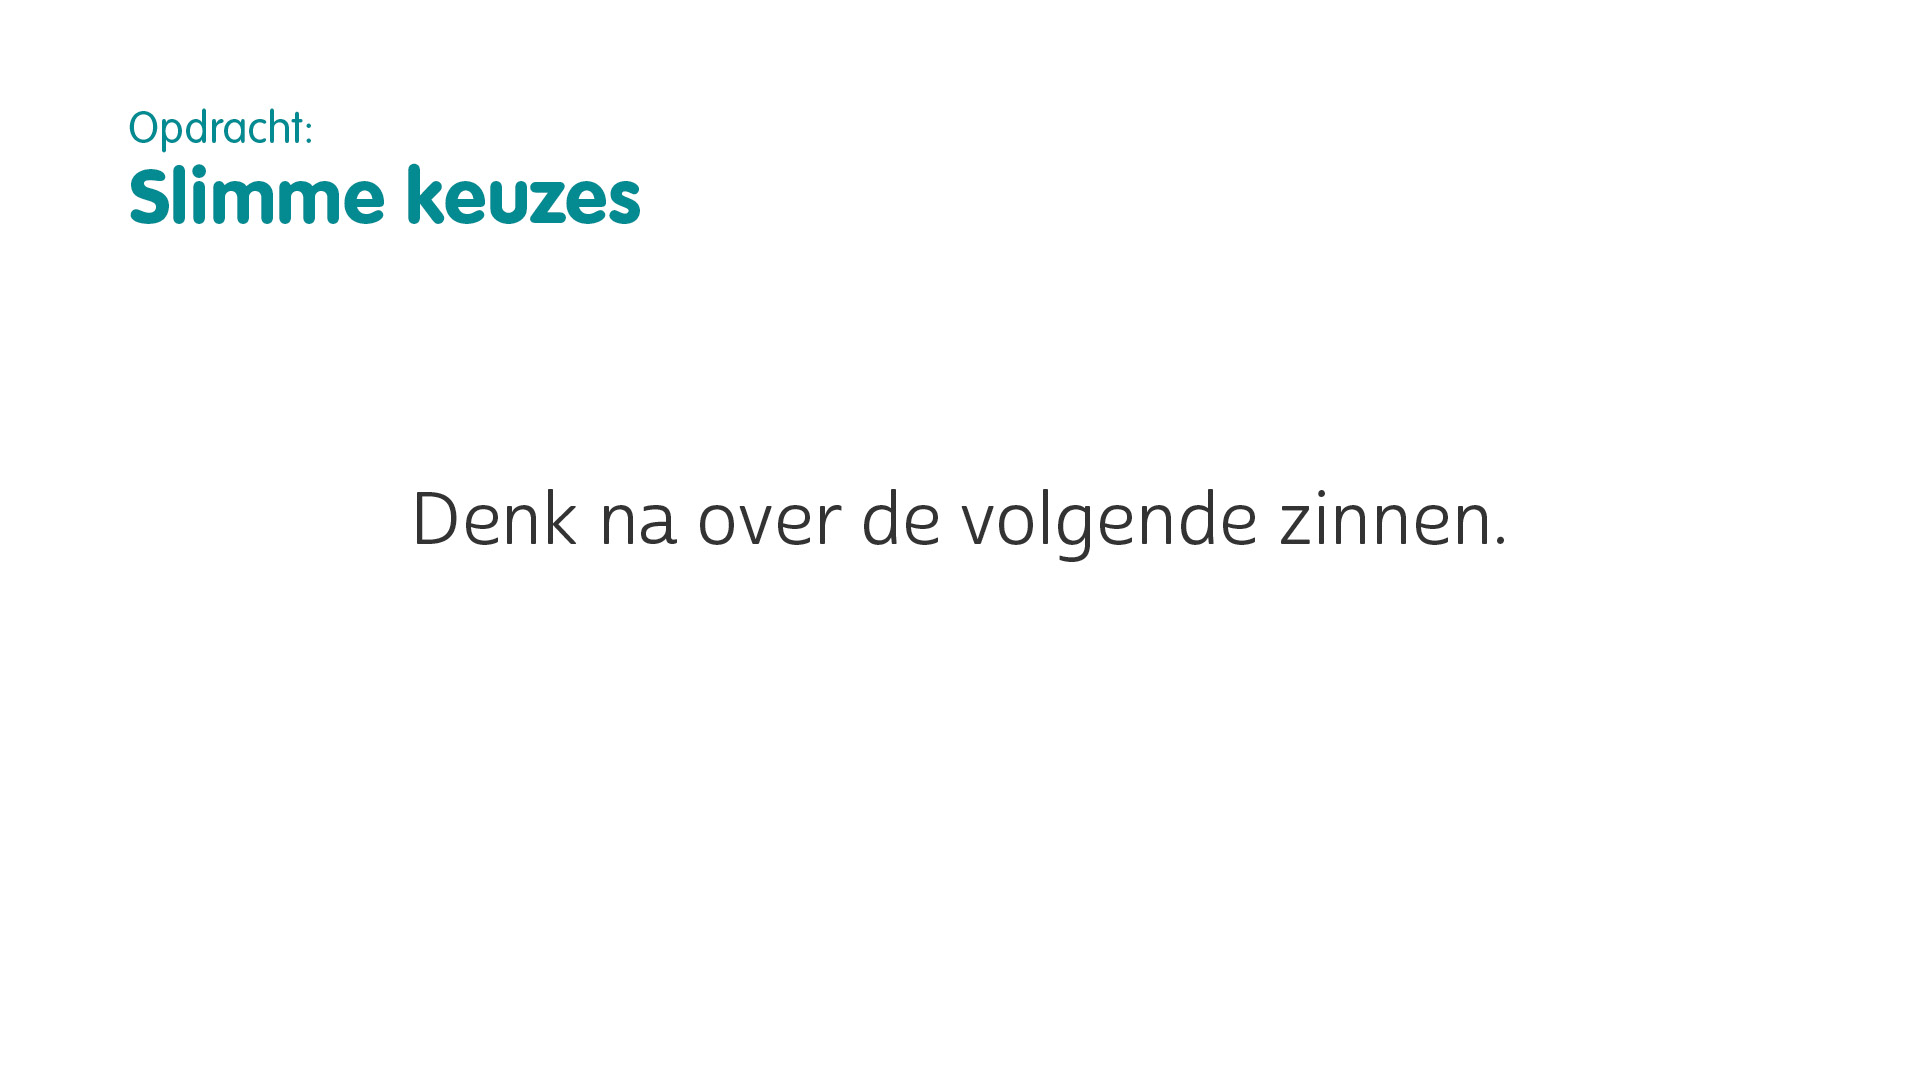 Opdracht:
Slimme keuzes
Denk na over de volgende zinnen.